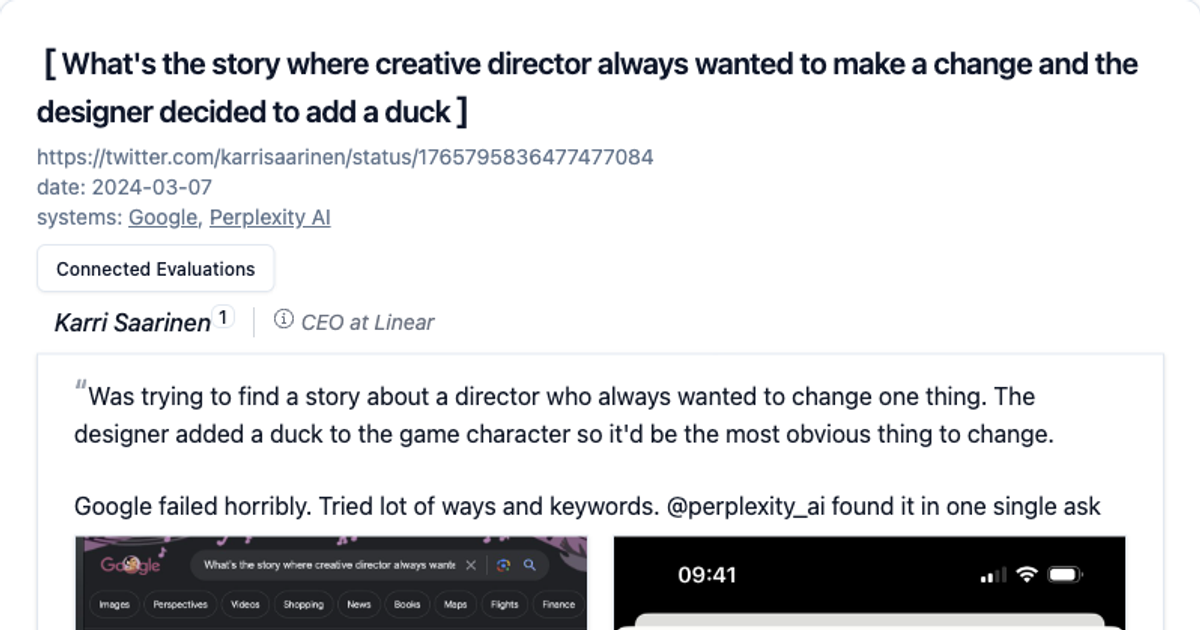 [ What's the story where creative director always wanted to make a change and the
designer decided to add a duck ]
https://twitter.com/karrisaarinen/status/1765795836477477084
date: 2024-03-07
systems: Google, Perplexity AI
Connected Evaluations
Karri Saarinen 1 CEO at Linear
“Was trying to find a story about a director who always wanted to change one thing. The
designer added a duck to the game character so it'd be the most obvious thing to change.
Google failed horribly. Tried lot of ways and keywords. @perplexity_ai found it in one single ask
Google What's the story where creative director always wante
Images Perspectives Videos Shopping News Books Maps Flights Finance
09:41